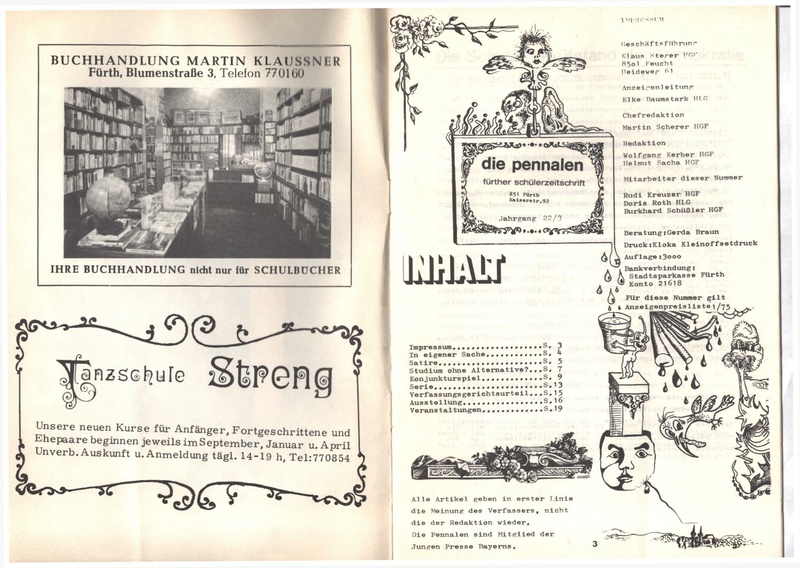 BUCHHANDLUNG MARTIN KLAUSSNER
Fürth, Blumenstraße 3, Telefon 770160
IHRE BUCHHANDLUNG nicht nur für SCHULBÜCHER
Tanzschule Streng
Unsere neuen Kurse für Anfänger, Fortgeschrittene und
Ehepaare beginnen jeweils im September, Januar u. April
Unverb. Auskunft u. Anmeldung tägl. 14-19 h, Tel: 770854
IMPRESSUM
Geschäftsführung
Klaus Sterer HGF
8501 Feucht
Heideweg 61
Anzeigenleitung
Elke Baumstark HLG
Chefredaktion
Martin Scherer HGF
Redaktion
Wolfgang Kerber HGF
Helmut Sacha HGF
Mitarbeiter dieser Nummer
Rudi Kreuzer HGF
Doris Roth HLG
Burkhard Schüßler HGF
Beratung:Gerda Braun
Druck:Kloka Kleinoffsetdruck
Auflage:3ooo
Bankverbindung:
Stadtsparkasse Fürth
Konto 21618
Für diese Nummer gilt
Anzeigenpreisliste1/75
die pennalen
fürther schülerzeitschrift
851 Fürth
Kaiserstr.92
Jahrgang 22/3
INHALT
Impressum...................S. 3
In eigener Sache............S. 4
Satire......................S. 5
Studium ohne Alternative?...S. 7
Konjunkturspiel.............S. 9
Serie.......................S.13
Verfassungsgerichtsurteil...S.15
Ausstellung.................S.16
Veranstaltungen.............S.19
Alle Artikel geben in erster Linie
die Meinung des Verfassers, nicht
die der Redaktion wieder.
Die Pennalen sind Mitglied der
Jungen Presse Bayerns.
3